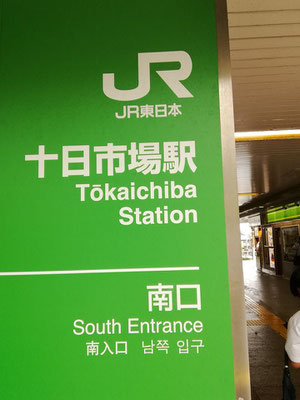 JR
JR東日本
十日市場駅
Tōkaichiba
Station
南口
South Entrance
南入口 남쪽 입구